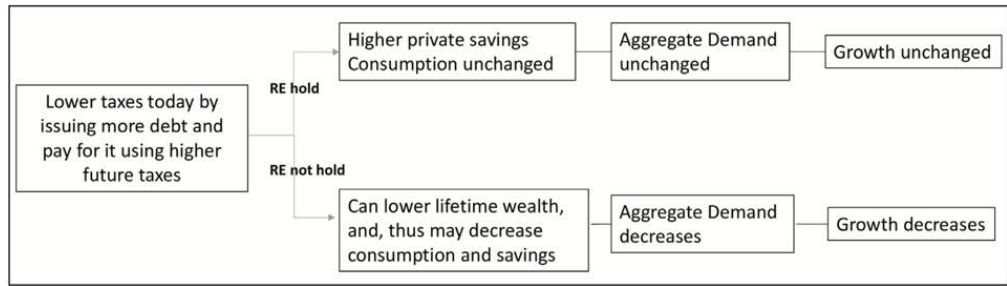 Higher private savings
Consumption unchanged
Aggregate Demand
unchanged
Growth unchanged
RE hold
Lower taxes today by
issuing more debt and
pay for it using higher
future taxes
RE not hold
Can lower lifetime wealth,
and, thus may decrease
consumption and savings
Aggregate Demand
decreases
Growth decreases